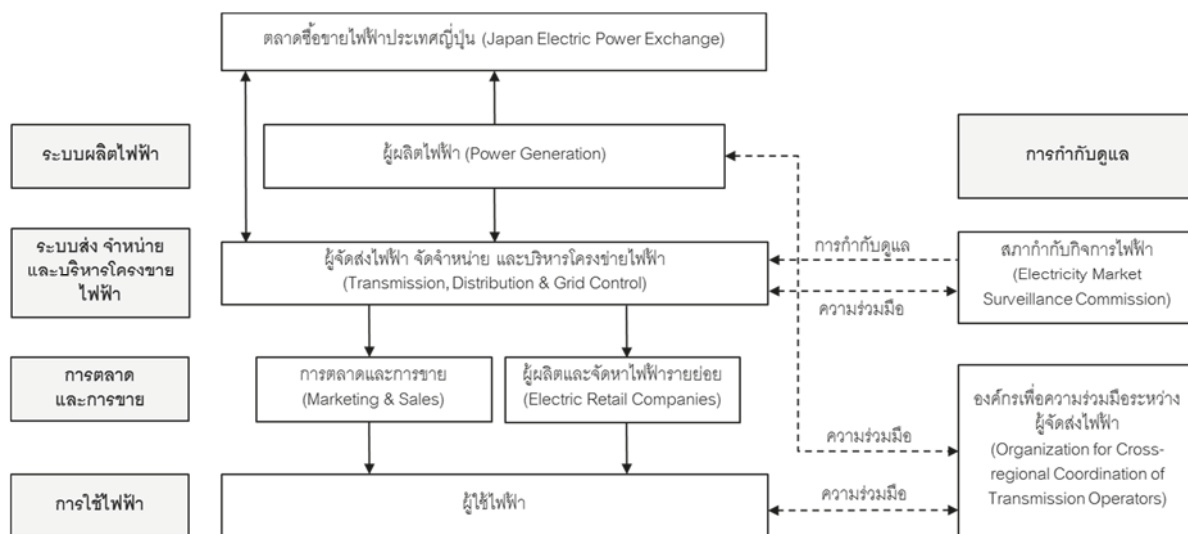 ตลาดซื้อขายไฟฟ้าประเทศญี่ปุ่น (Japan Electric Power Exchange)
ระบบผลิตไฟฟ้า
ผู้ผลิตไฟฟ้า (Power Generation)
การกำกับดูแล
ระบบส่ง จำหน่าย
และบริหารโครงขาย
ไฟฟ้า
ผู้จัดส่งไฟฟ้า จัดจำหน่าย และบริหารโครงข่ายไฟฟ้า
(Transmission, Distribution & Grid Control)
การกำกับดูแล
ความร่วมมือ
สภากำกับกิจการไฟฟ้า
(Electricity Market
Surveillance Commission)
การตลาด
และการขาย
การตลาดและการขาย
(Marketing & Sales)
ผู้ผลิตและจัดหาไฟฟ้ารายย่อย
(Electric Retail Companies)
ความร่วมมือ
องค์กรเพื่อความร่วมมือระหว่าง
ผู้จัดส่งไฟฟ้า
(Organization for Cross-
regional Coordination of
Transmission Operators)
การใช้ไฟฟ้า
ผู้ใช้ไฟฟ้า
ความร่วมมือ